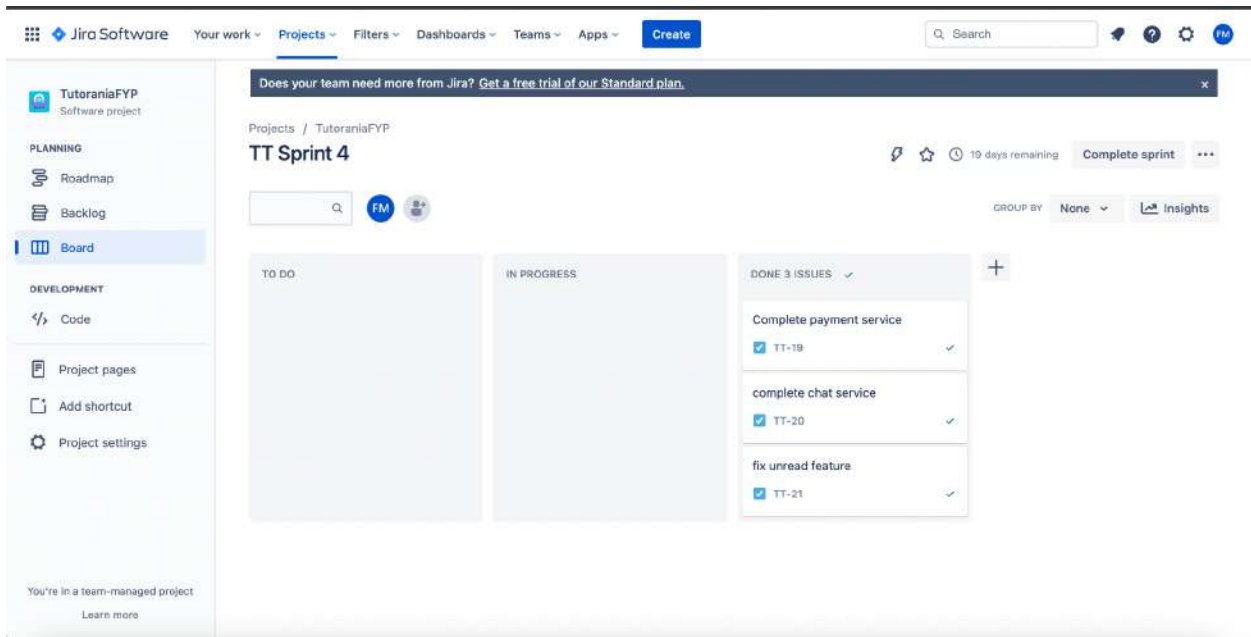 Jira Software Your work Projects Filters Dashboards Teams Apps Create Search FM
Does your team need more from Jira? Get a free trial of our Standard plan.
TutoraniaFYP
Software project
PLANNING
Roadmap
Backlog
Board
DEVELOPMENT
Code
Project pages
Add shortcut
Project settings
You're in a team-managed project
Learn more
Projects / TutoraniaFYP
TT Sprint 4
19 days remaining Complete sprint
FM
GROUP BY None Insights
TO DO
IN PROGRESS
DONE 3 ISSUES
Complete payment service
TT-19
complete chat service
TT-20
fix unread feature
TT-21